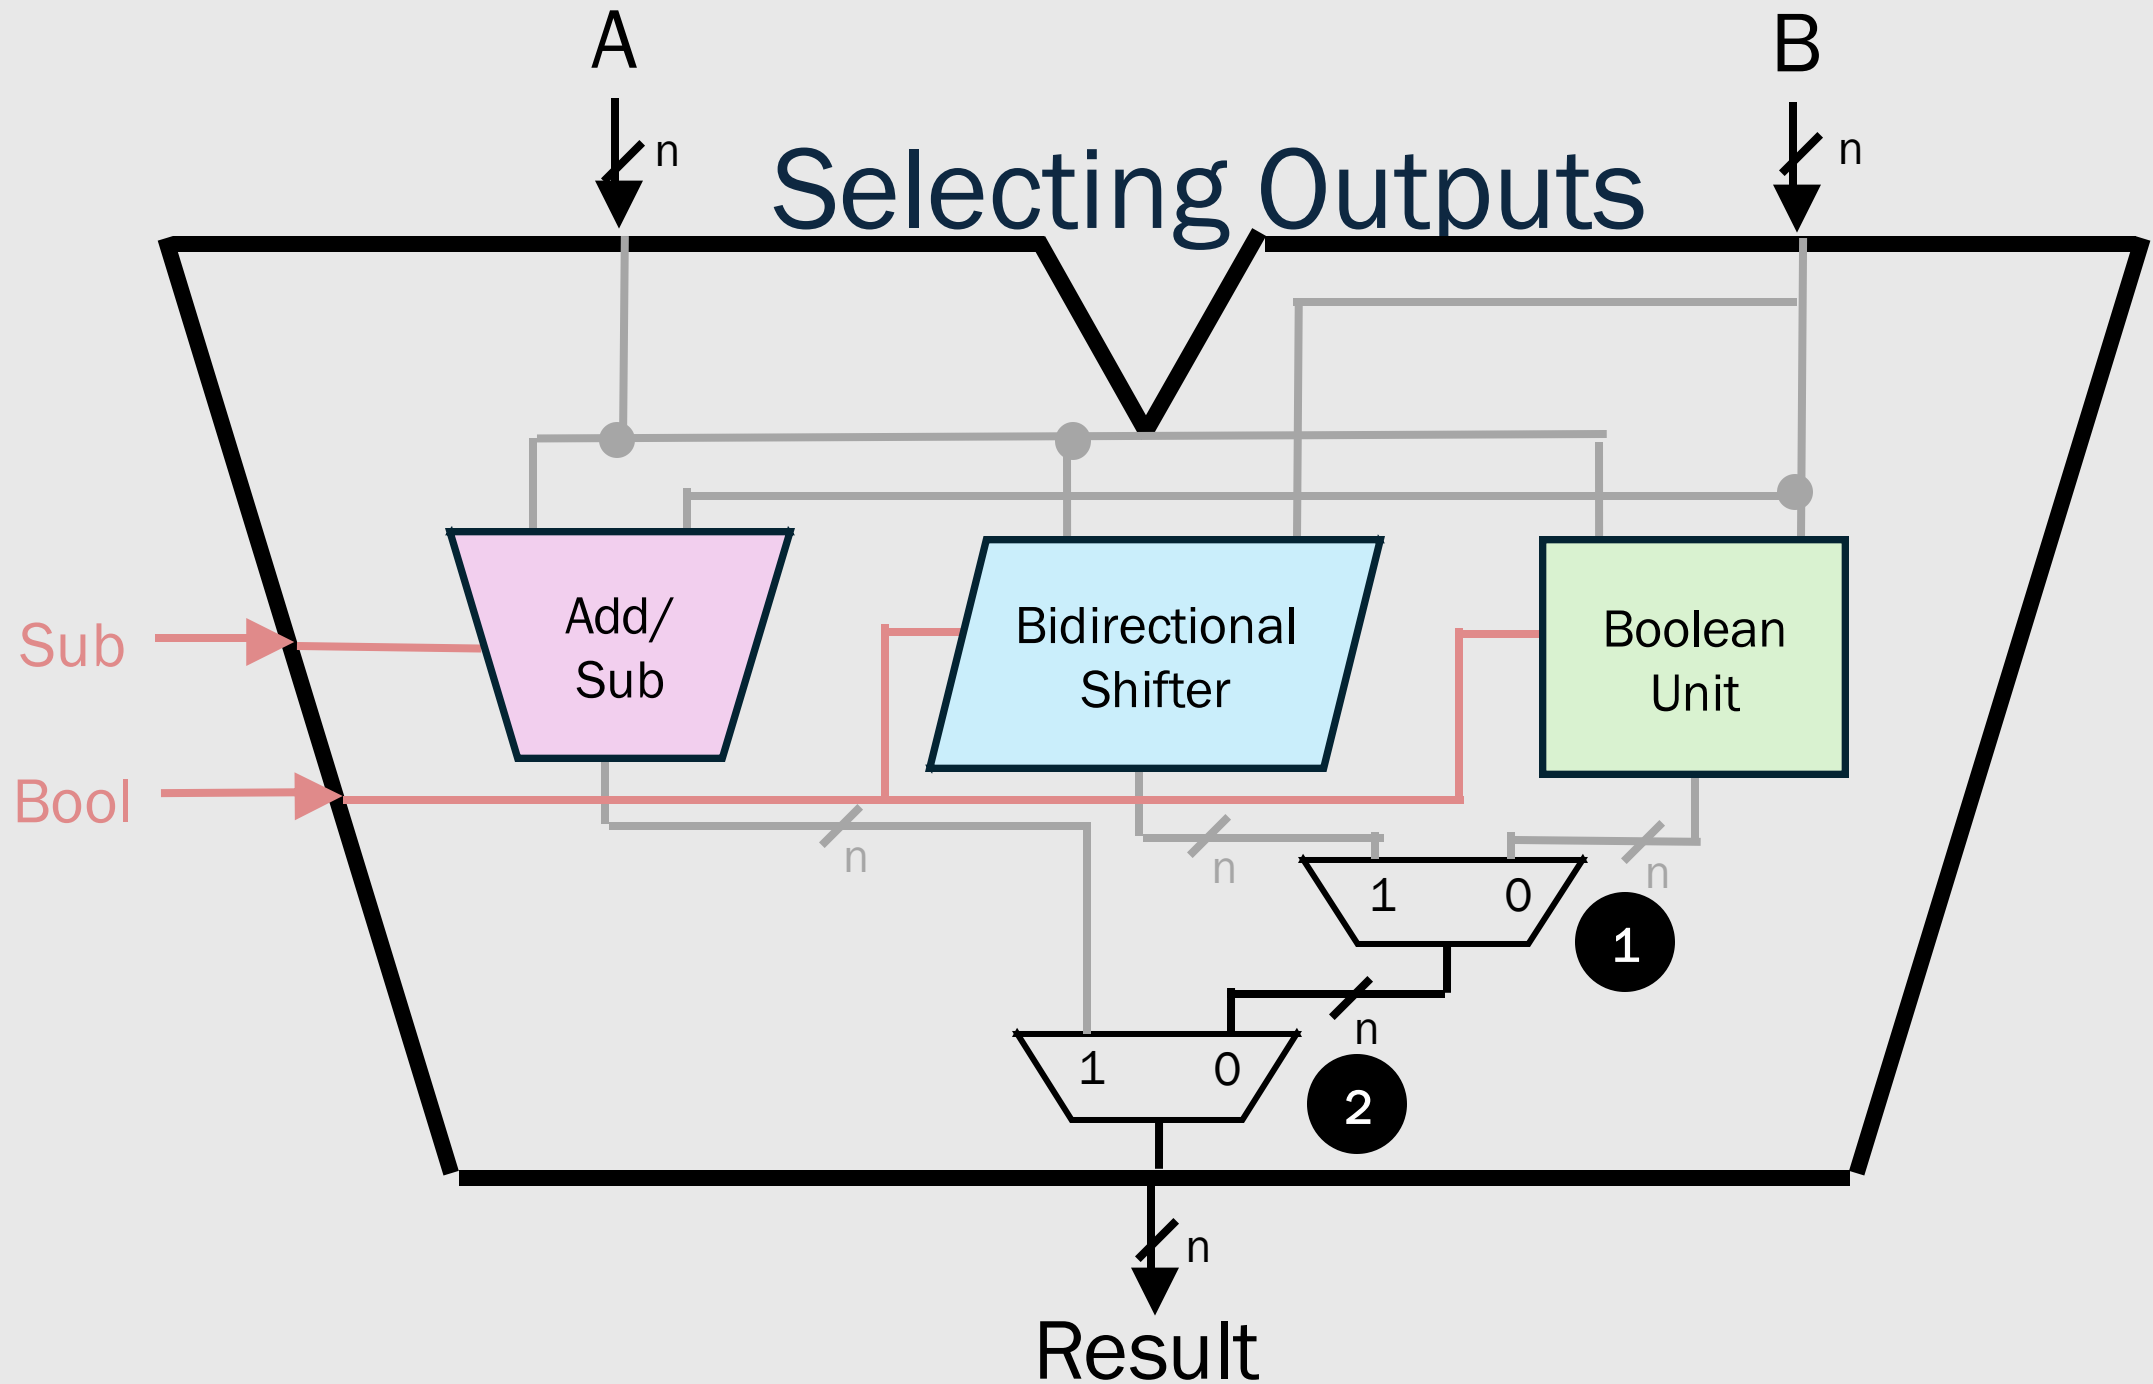 A
B
n
n
Selecting Outputs
Add/
Sub
Bidirectional
Shifter
Boolean
Unit
Sub
Bool
n
n
n
1
0
1
n
1
0
2
n
Result